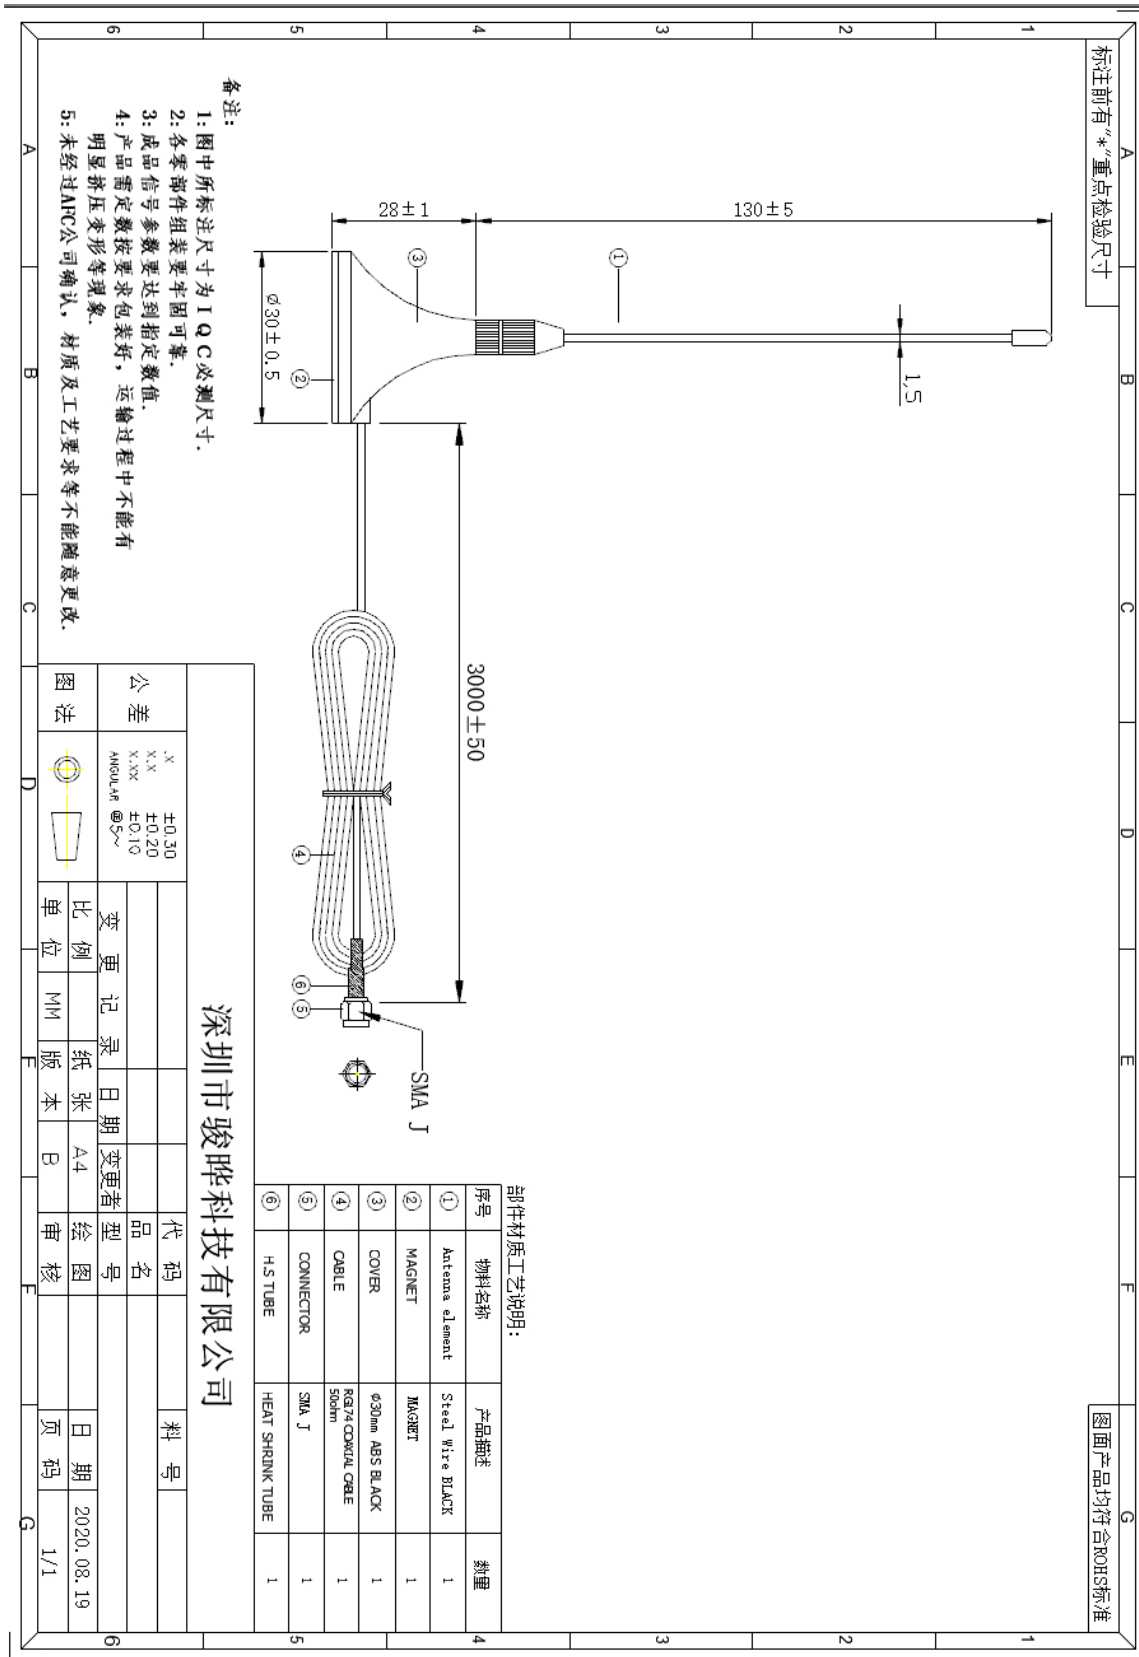 标注前有"*"重点检验尺寸
图面产品均符合ROHS标准
1
2
3
4
5
6
1
2
3
4
5
6
A
B
C
D
E
F
G
A
B
C
D
E
F
G
130±5
28±1
①
③
1,5
Ø30±0.5
②
3000±50
④
⑥
⑤
SMA J
备注:
1:图中所标注尺寸为IQC必测尺寸.
2:各零部件组装要牢固可靠.
3:成品信号参数要达到指定数值.
4:产品需定数按要求包装好，运输过程中不能有
明显挤压变形等现象.
5:未经过AFC公司确认，材质及工艺要求等不能随意更改.
部件材质工艺说明:
序号 物料名称 产品描述 数量
① Antenna element Steel Wire BLACK 1
② MAGNET MAGNET 1
③ COVER Φ30mm ABS BLACK 1
④ CABLE RG174 COAXIAL CABLE 50ohm 1
⑤ CONNECTOR SMA J 1
⑥ H.S TUBE HEAT SHRINK TUBE 1
深圳市骏晔科技有限公司
公差
.X ±0.30
X.X ±0.20
X.XX ±0.10
ANGULAR
图法
变更记录 日期 变更者
代码
料号
品名
型号
比例 纸张 A4 绘图 日期 2020.08.19
单位 MM 版本 B 审核 页码 1/1